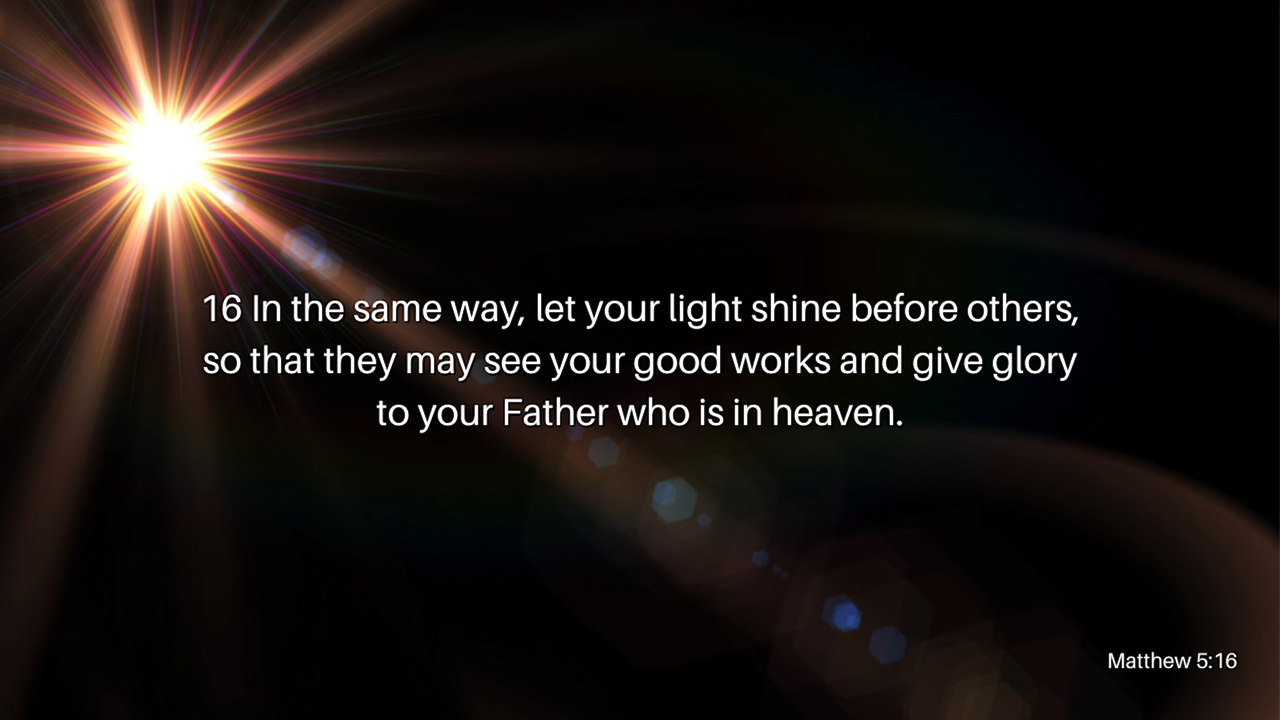 16 In the same way, let your light shine before others,
so that they may see your good works and give glory
to your Father who is in heaven.
Matthew 5:16